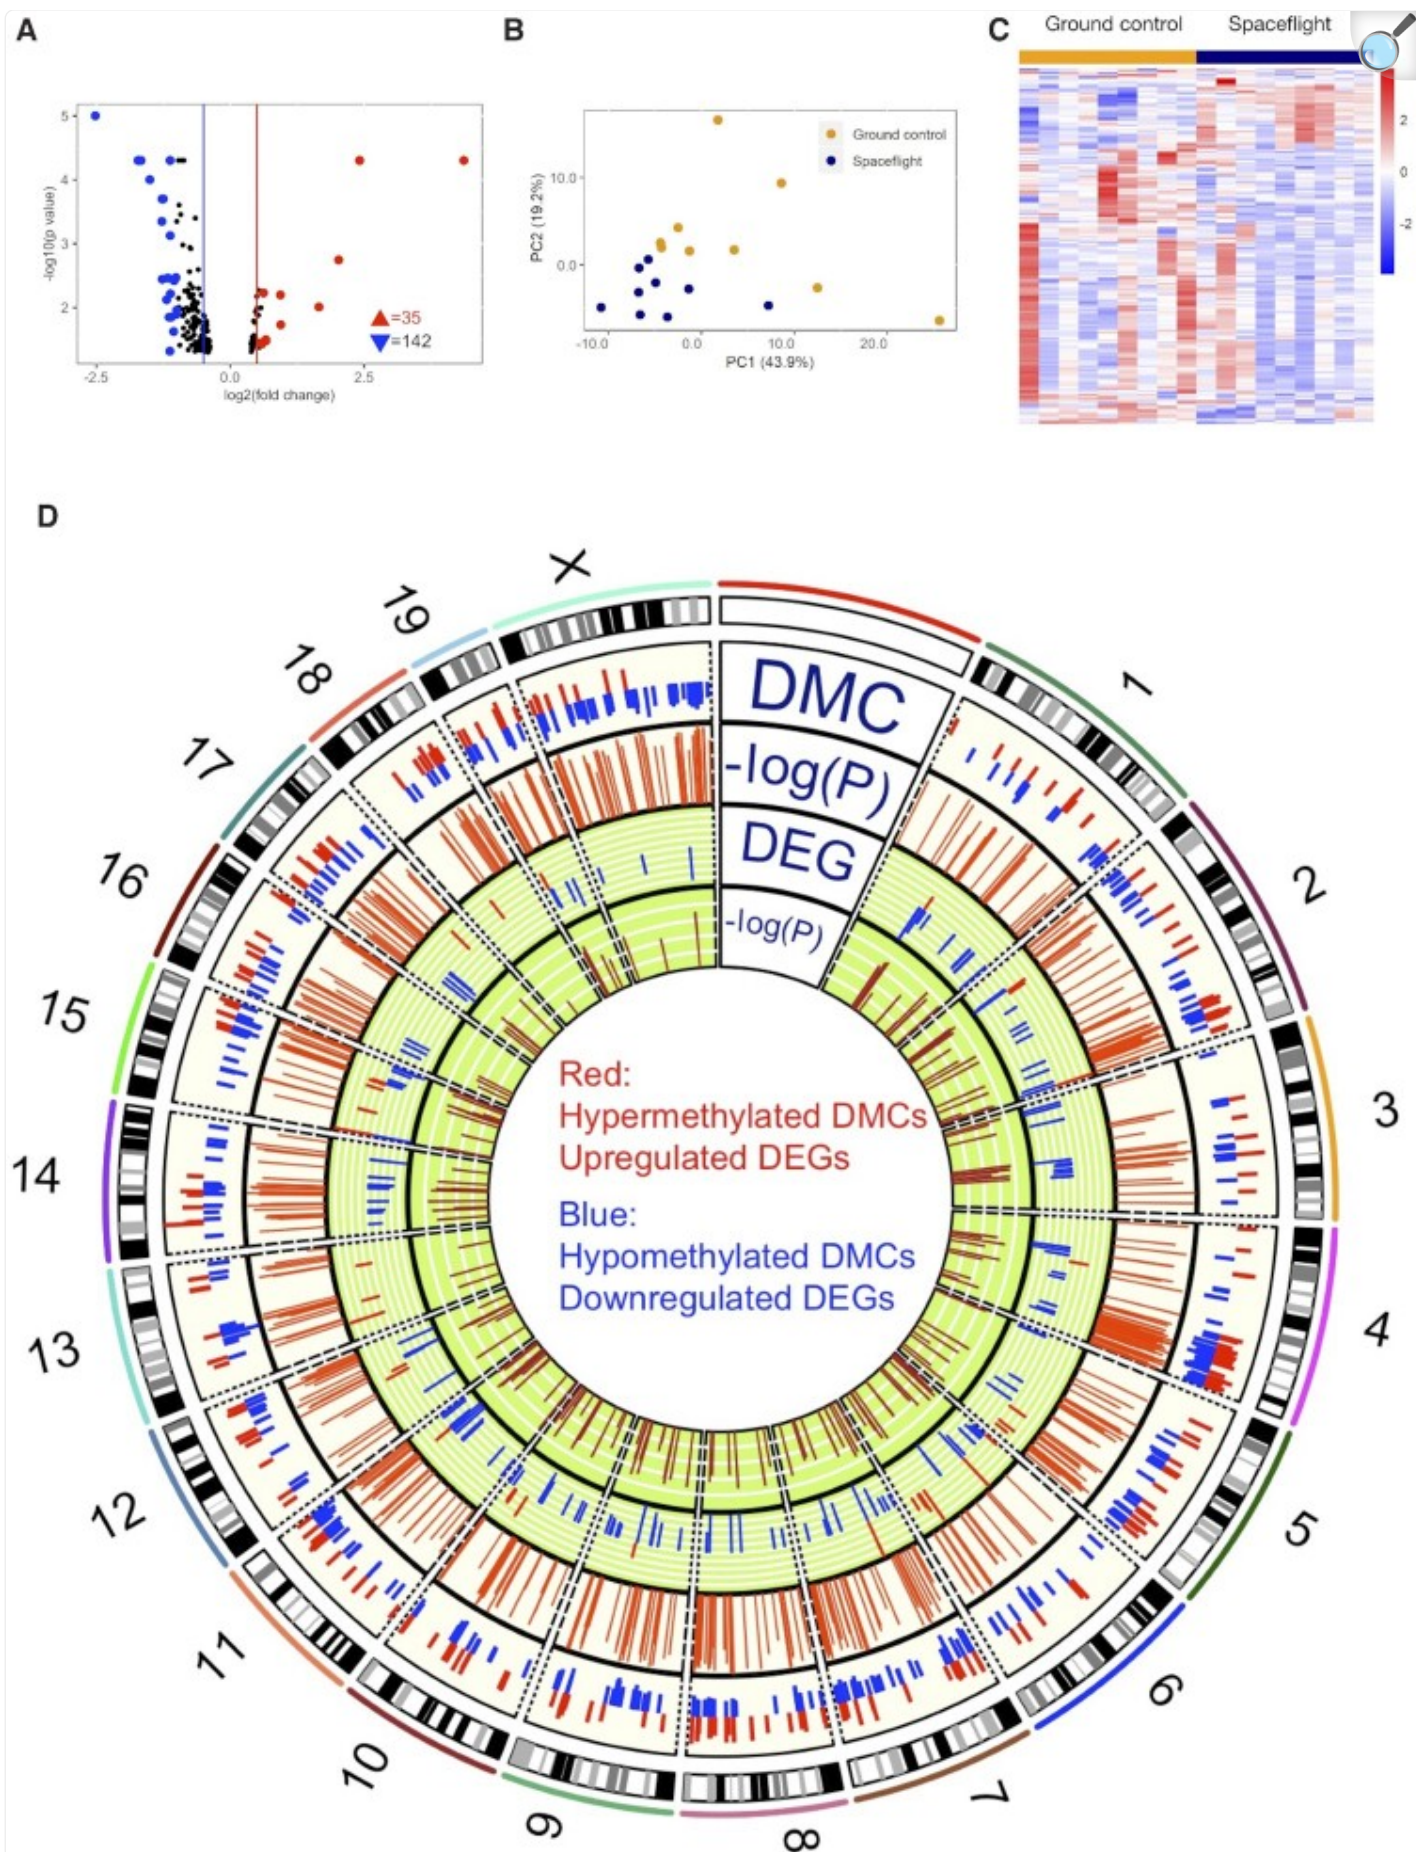 A
-log10(p value)
5
4
3
2
-2.5
0.0
2.5
log2(fold change)
=35
=142
B
PC2 (19.2%)
10.0
0.0
-10.0
0.0
10.0
20.0
PC1 (43.9%)
Ground control
Spaceflight
C
Ground control
Spaceflight
2
0
-2
D
DMC
-log(P)
DEG
-log(P)
1
2
3
4
5
6
7
8
9
10
11
12
13
14
15
16
17
18
19
X
Red:
Hypermethylated DMCs
Upregulated DEGs
Blue:
Hypomethylated DMCs
Downregulated DEGs